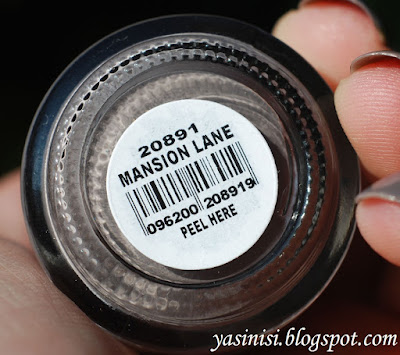 20891
MANSION LANE
096200 208919
PEEL HERE
yasinisi.blogspot.com